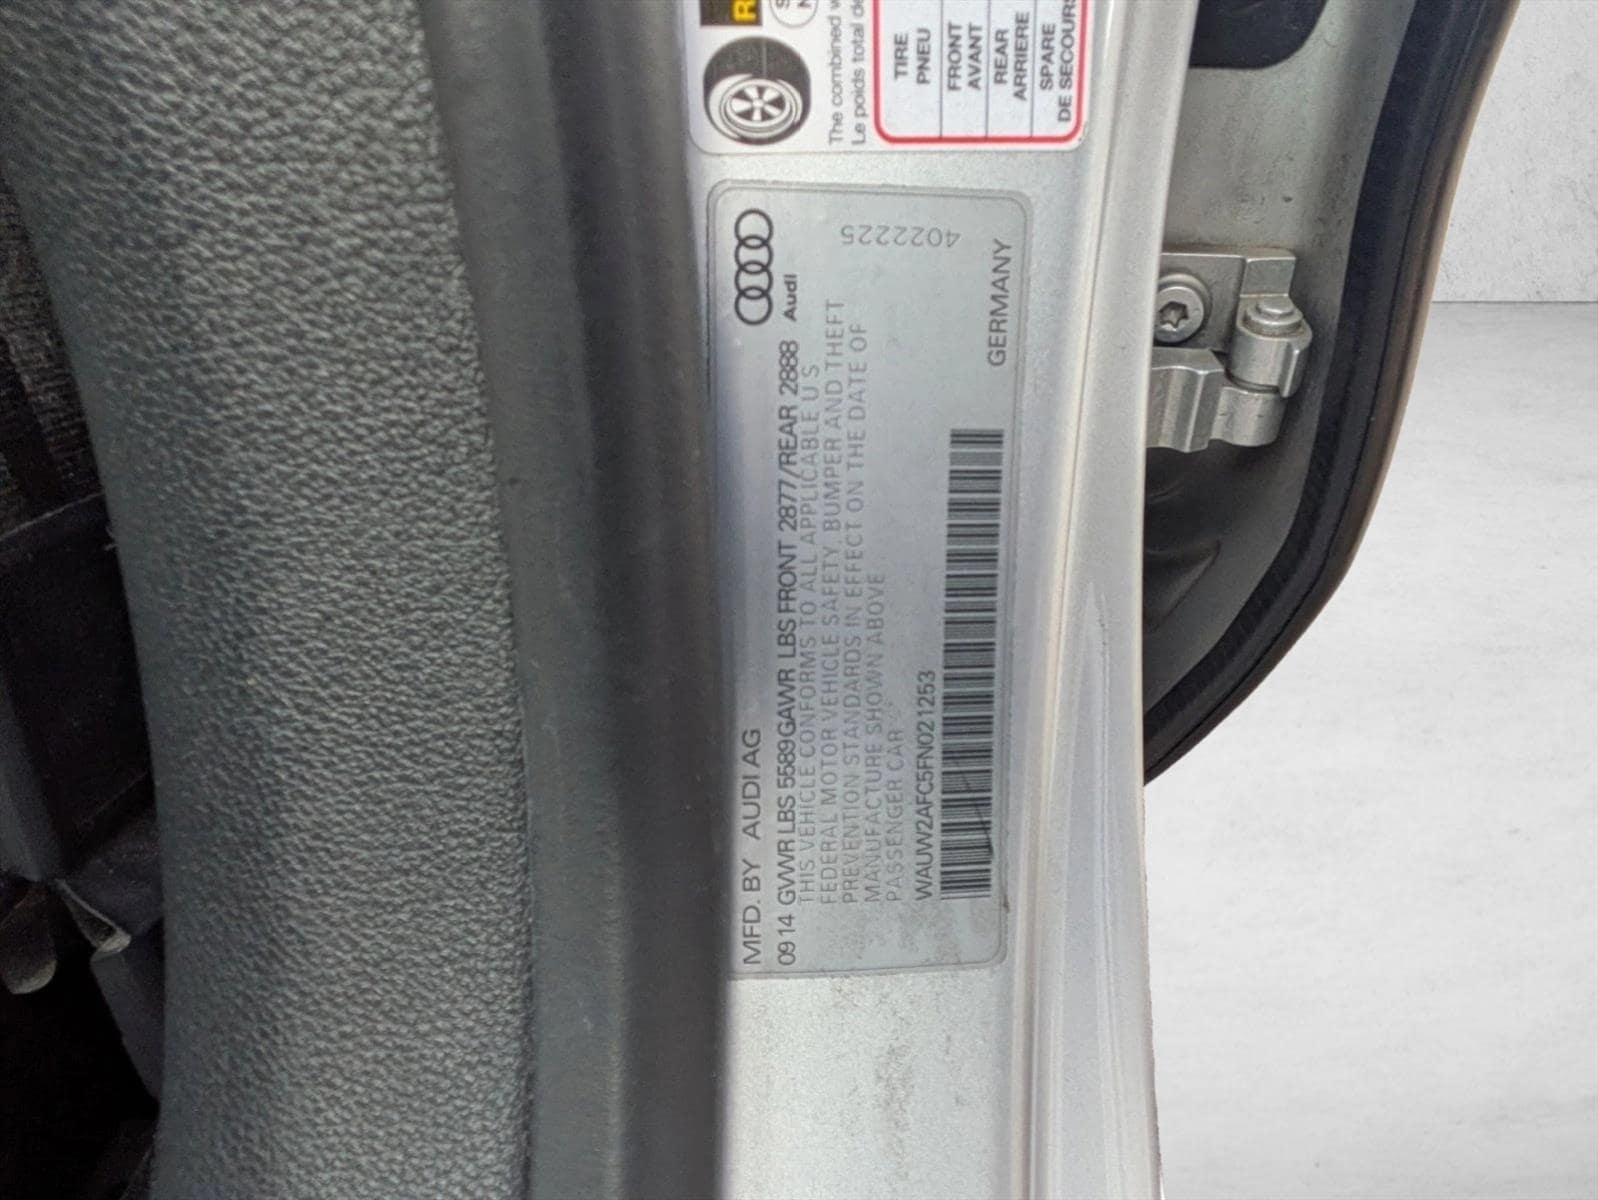 R
The combined w
Le poids total de
TIRE
PNEU
FRONT
AVANT
REAR
ARRIERE
SPARE
DE SECOURS
MFD. BY AUDI AG
09 14 GVWR LBS 5589 GAWR LBS FRONT 2877/REAR 2888
Audi
THIS VEHICLE CONFORMS TO ALL APPLICABLE U S
FEDERAL MOTOR VEHICLE SAFETY, BUMPER AND THEFT
PREVENTION STANDARDS IN EFFECT ON THE DATE OF
MANUFACTURE SHOWN ABOVE
PASSENGER CAR
4022225
WAUW2AFC5FN021253
GERMANY